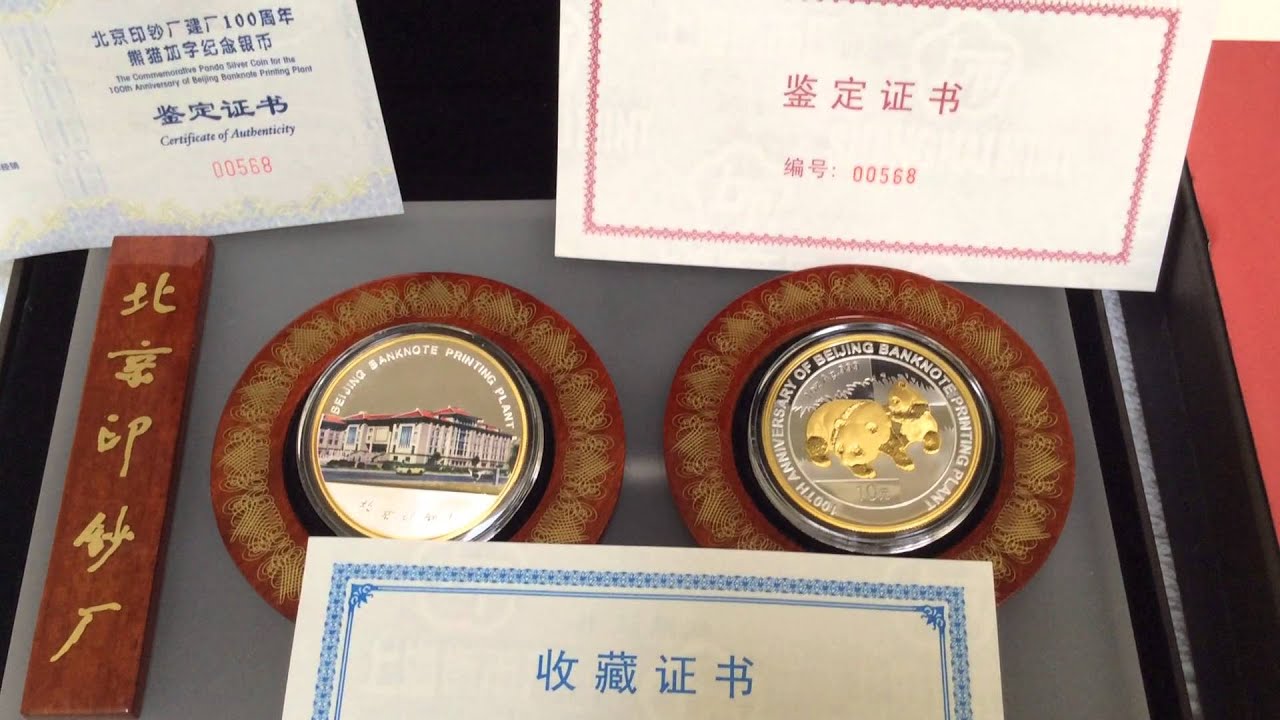 北京印钞厂建厂100周年
熊猫加字纪念银币
The Commemorative Panda Silver Coin for the
100th Anniversary of Beijing Banknote Printing Plant
鉴定证书
Certificate of Authenticity
00568
鉴定证书
编号：00568
北京印钞厂
BEIJING BANKNOTE PRINTING PLANT
100TH ANNIVERSARY OF BEIJING BANKNOTE PRINTING PLANT
10元
收藏证书